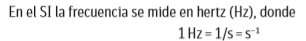 En el SI la frecuencia se mide en hertz (Hz), donde
1 Hz = 1/s = s⁻¹